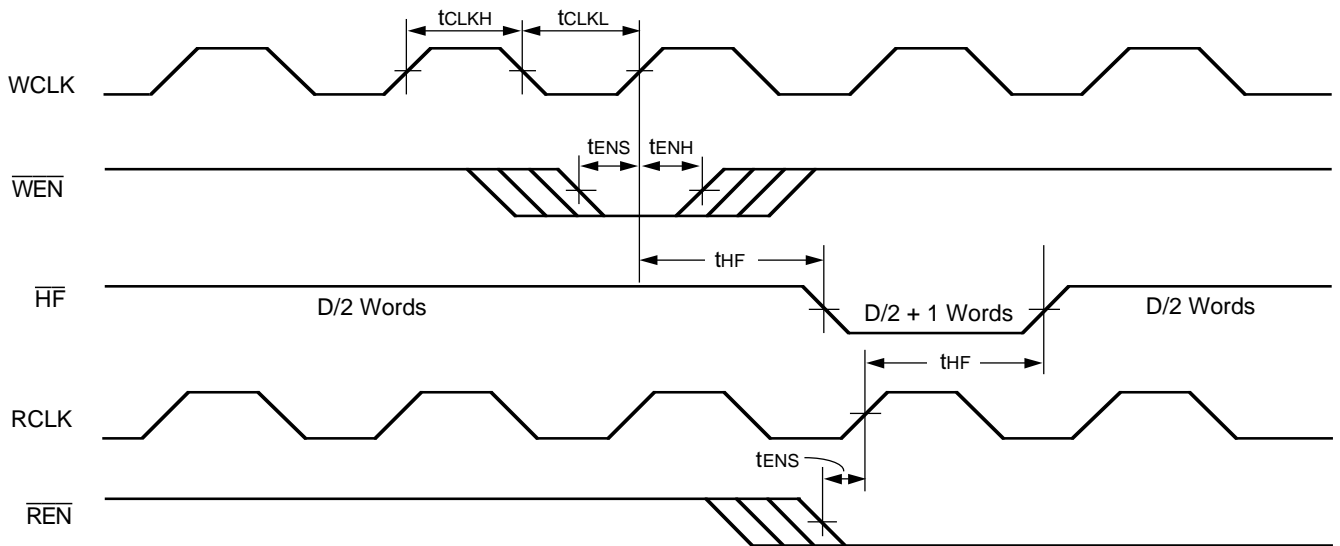 tCLKH tCLKL
WCLK
tENS tENH
WEN
tHF
HF
D/2 Words D/2 + 1 Words D/2 Words
tHF
RCLK
tENS
REN